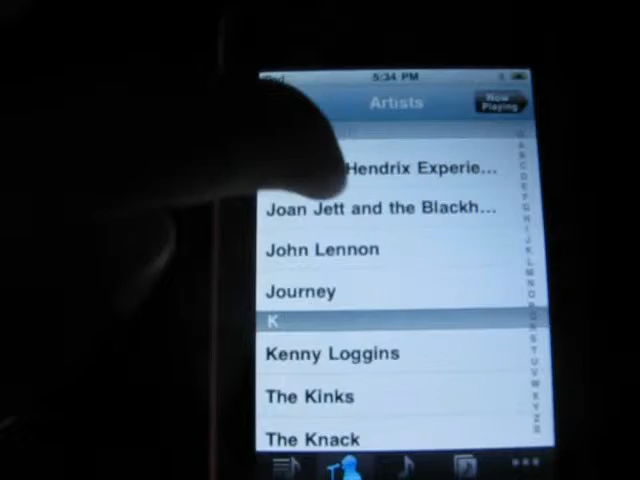 5:34 PM
Artists
Now
Playing
Hendrix Experie...
Joan Jett and the Blackh...
John Lennon
Journey
K
Kenny Loggins
The Kinks
The Knack